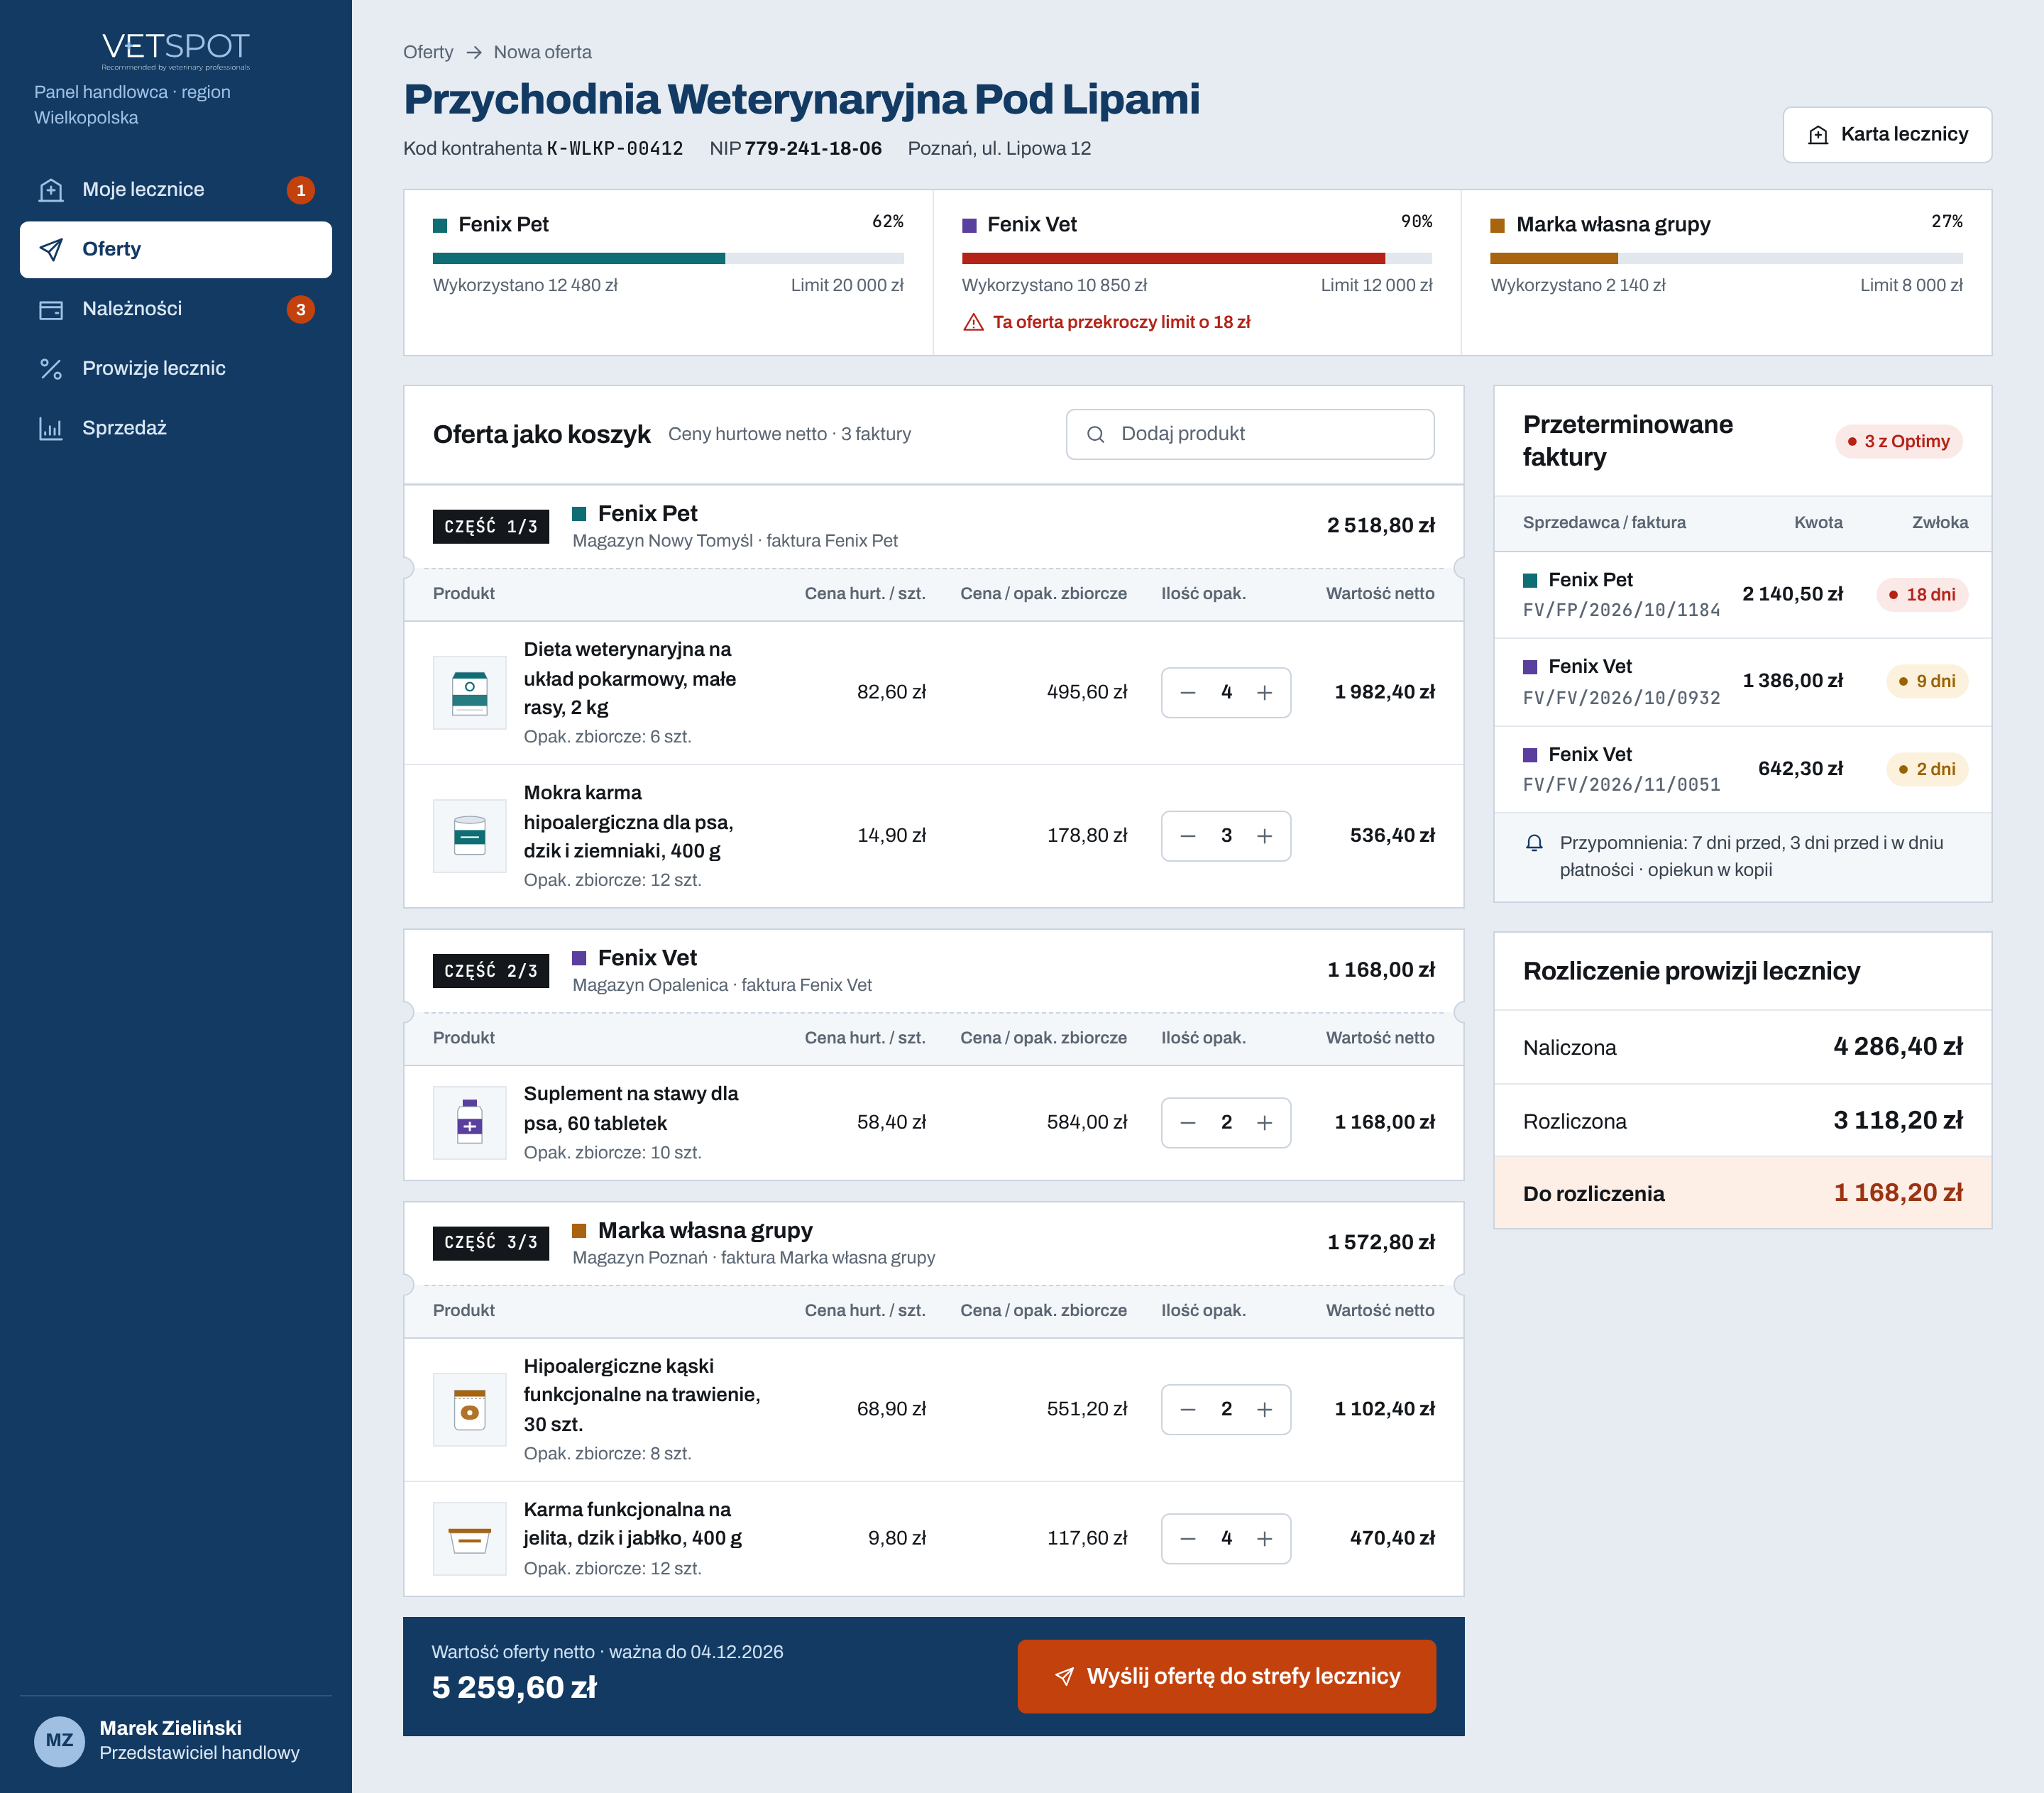 VETSPOT
Recommended by veterinary professionals
Panel handlowca · region
Wielkopolska
Moje lecznice 1
Oferty
Należności 3
Prowizje lecznic
Sprzedaż
MZ
Marek Zieliński
Przedstawiciel handlowy
Oferty → Nowa oferta
Przychodnia Weterynaryjna Pod Lipami
Kod kontrahenta K-WLKP-00412 NIP 779-241-18-06 Poznań, ul. Lipowa 12
Karta lecznicy
Fenix Pet 62%
Wykorzystano 12 480 zł Limit 20 000 zł
Fenix Vet 90%
Wykorzystano 10 850 zł Limit 12 000 zł
Ta oferta przekroczy limit o 18 zł
Marka własna grupy 27%
Wykorzystano 2 140 zł Limit 8 000 zł
Oferta jako koszyk Ceny hurtowe netto · 3 faktury Dodaj produkt
CZĘŚĆ 1/3 Fenix Pet 2 518,80 zł
Magazyn Nowy Tomyśl · faktura Fenix Pet
Produkt Cena hurt. / szt. Cena / opak. zbiorcze Ilość opak. Wartość netto
Dieta weterynaryjna na
układ pokarmowy, małe
rasy, 2 kg
Opak. zbiorcze: 6 szt.
82,60 zł 495,60 zł − 4 + 1 982,40 zł
Mokra karma
hipoalergiczna dla psa,
dzik i ziemniaki, 400 g
Opak. zbiorcze: 12 szt.
14,90 zł 178,80 zł − 3 + 536,40 zł
CZĘŚĆ 2/3 Fenix Vet 1 168,00 zł
Magazyn Opalenica · faktura Fenix Vet
Produkt Cena hurt. / szt. Cena / opak. zbiorcze Ilość opak. Wartość netto
Suplement na stawy dla
psa, 60 tabletek
Opak. zbiorcze: 10 szt.
58,40 zł 584,00 zł − 2 + 1 168,00 zł
CZĘŚĆ 3/3 Marka własna grupy 1 572,80 zł
Magazyn Poznań · faktura Marka własna grupy
Produkt Cena hurt. / szt. Cena / opak. zbiorcze Ilość opak. Wartość netto
Hipoalergiczne kąski
funkcjonalne na trawienie,
30 szt.
Opak. zbiorcze: 8 szt.
68,90 zł 551,20 zł − 2 + 1 102,40 zł
Karma funkcjonalna na
jelita, dzik i jabłko, 400 g
Opak. zbiorcze: 12 szt.
9,80 zł 117,60 zł − 4 + 470,40 zł
Wartość oferty netto · ważna do 04.12.2026
5 259,60 zł
Wyślij ofertę do strefy lecznicy
Przeterminowane
faktury
3 z Optimy
Sprzedawca / faktura Kwota Zwłoka
Fenix Pet
FV/FP/2026/10/1184 2 140,50 zł 18 dni
Fenix Vet
FV/FV/2026/10/0932 1 386,00 zł 9 dni
Fenix Vet
FV/FV/2026/11/0051 642,30 zł 2 dni
Przypomnienia: 7 dni przed, 3 dni przed i w dniu
płatności · opiekun w kopii
Rozliczenie prowizji lecznicy
Naliczona 4 286,40 zł
Rozliczona 3 118,20 zł
Do rozliczenia 1 168,20 zł